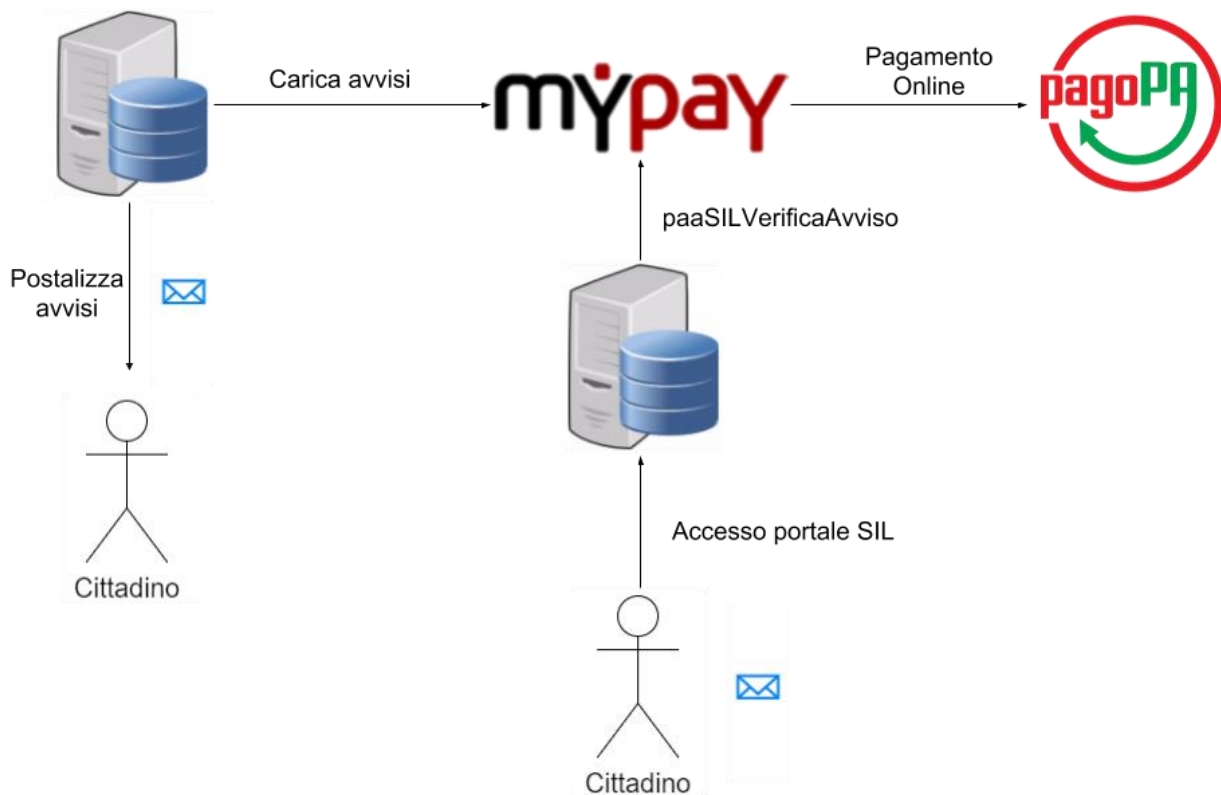 Carica avvisi
mypay
Pagamento
Online
pagoPA
paaSILVerificaAvviso
Postalizza
avvisi
Cittadino
Accesso portale SIL
Cittadino